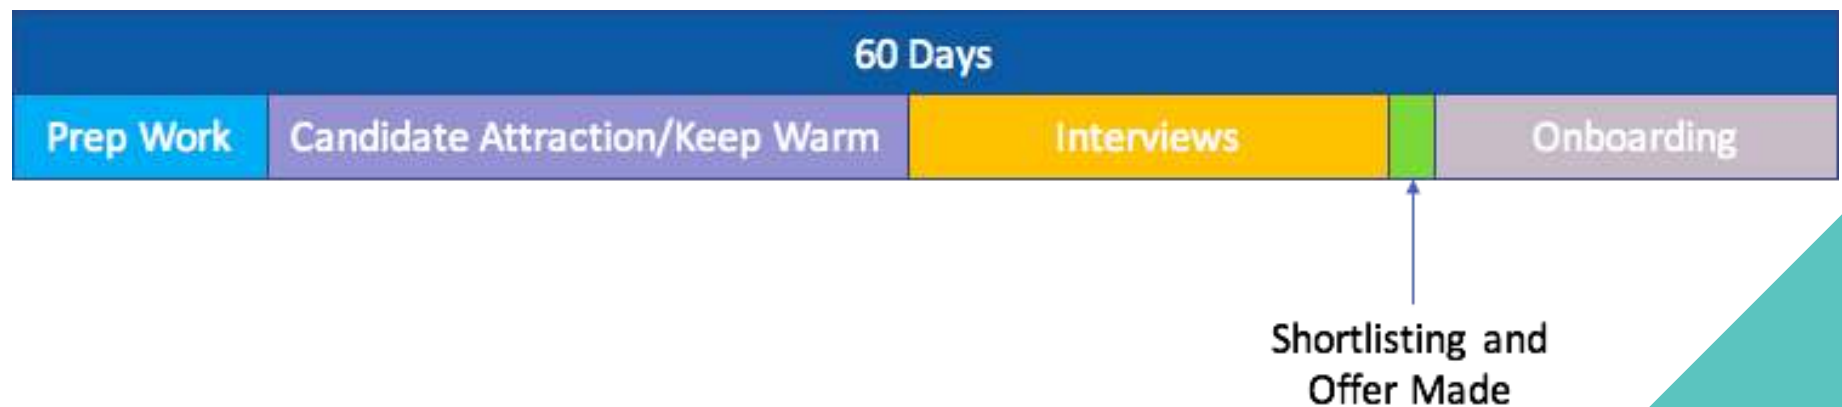 60 Days
Prep Work
Candidate Attraction/Keep Warm
Interviews
Onboarding
Shortlisting and
Offer Made